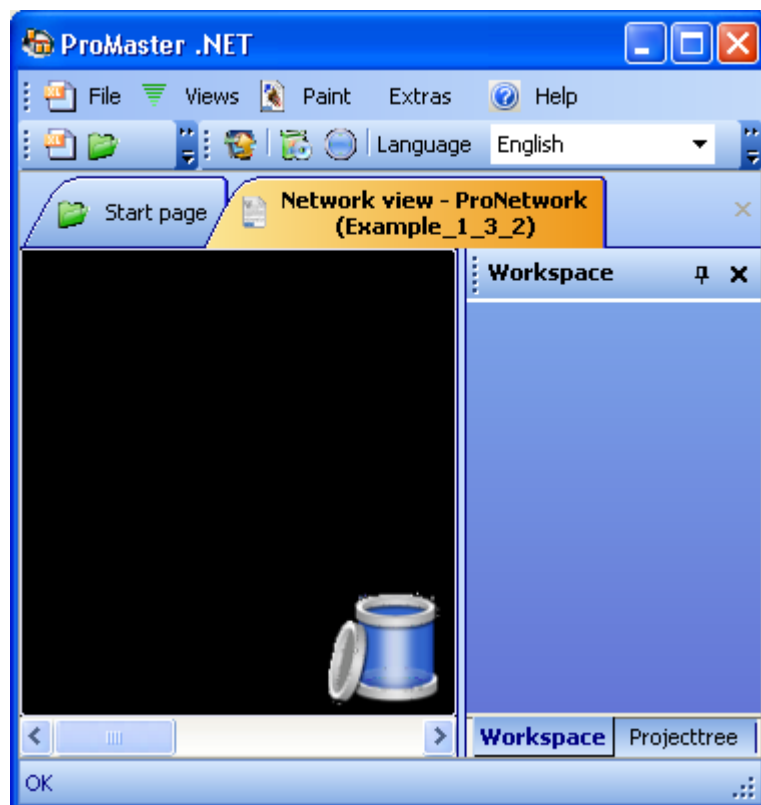 ProMaster .NET
File Views Paint Extras Help
Language English
Start page
Network view - ProNetwork
(Example_1_3_2)
Workspace
Workspace Projecttree
OK